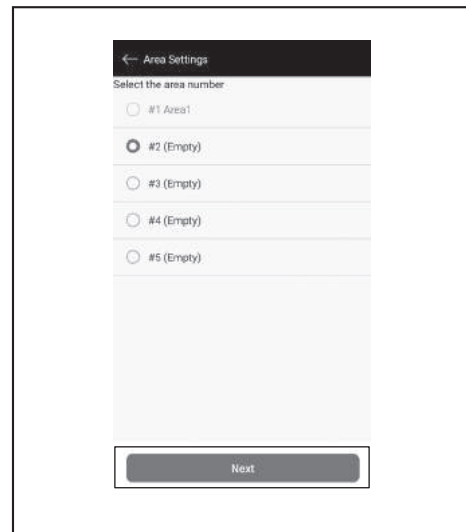 ← Area Settings
Select the area number
#1 Area1
#2 (Empty)
#3 (Empty)
#4 (Empty)
#5 (Empty)
Next